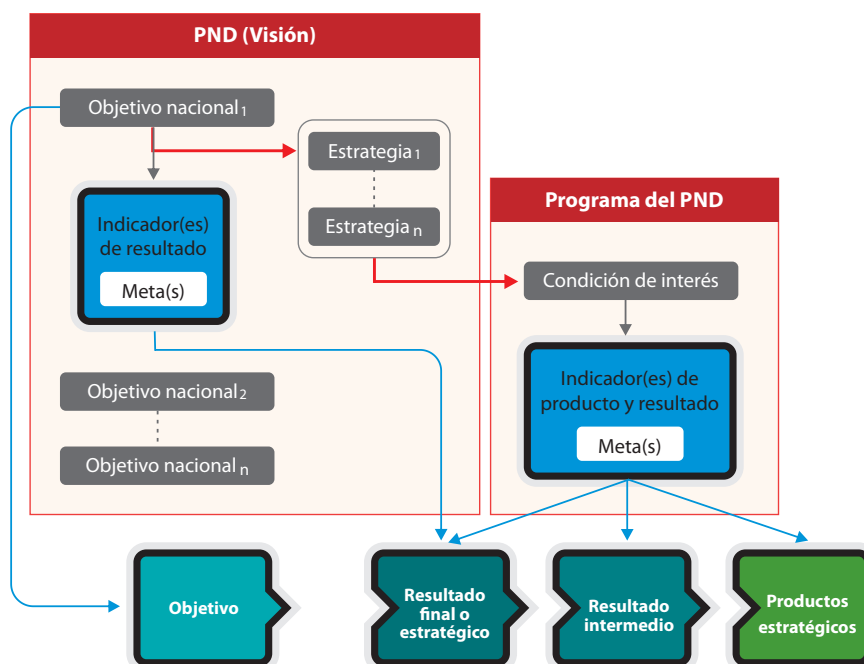 PND (Visión)
Objetivo nacional 1
Estrategia 1
Estrategia n
Indicador(es)
de resultado
Meta(s)
Objetivo nacional 2
Objetivo nacional n
Programa del PND
Condición de interés
Indicador(es) de
producto y resultado
Meta(s)
Objetivo
Resultado
final o
estratégico
Resultado
intermedio
Productos
estratégicos